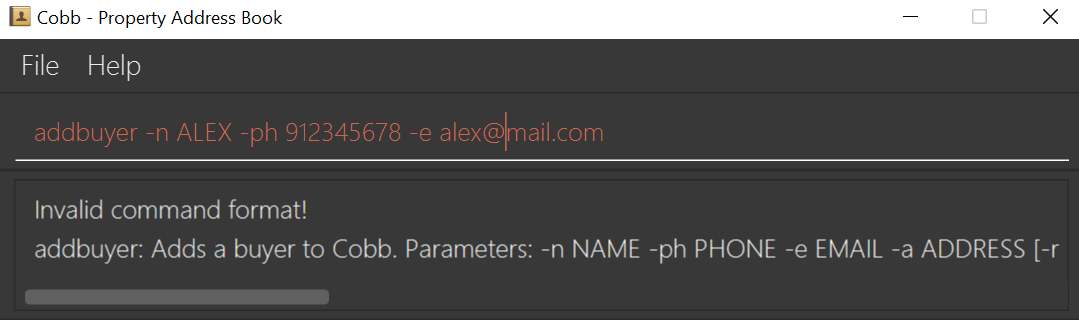 Cobb - Property Address Book
File Help
addbuyer -n ALEX -ph 912345678 -e alex@mail.com
Invalid command format!
addbuyer: Adds a buyer to Cobb. Parameters: -n NAME -ph PHONE -e EMAIL -a ADDRESS [-r